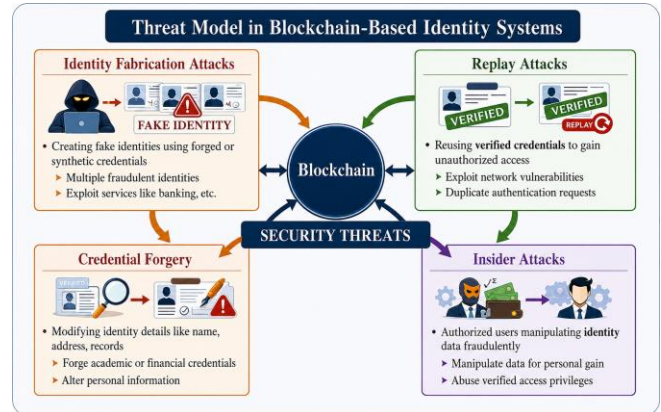 Threat Model in Blockchain-Based Identity Systems
Identity Fabrication Attacks
FAKE IDENTITY
• Creating fake identities using forged or
synthetic credentials
➤ Multiple fraudulent identities
➤ Exploit services like banking, etc.
Replay Attacks
VERIFIED
VERIFIED
REPLAY
• Reusing verified credentials to gain
unauthorized access
➤ Exploit network vulnerabilities
➤ Duplicate authentication requests
Blockchain
SECURITY THREATS
Credential Forgery
• Modifying identity details like name,
address, records
➤ Forge academic or financial credentials
➤ Alter personal information
Insider Attacks
• Authorized users manipulating identity
data fraudulently
➤ Manipulate data for personal gain
➤ Abuse verified access privileges